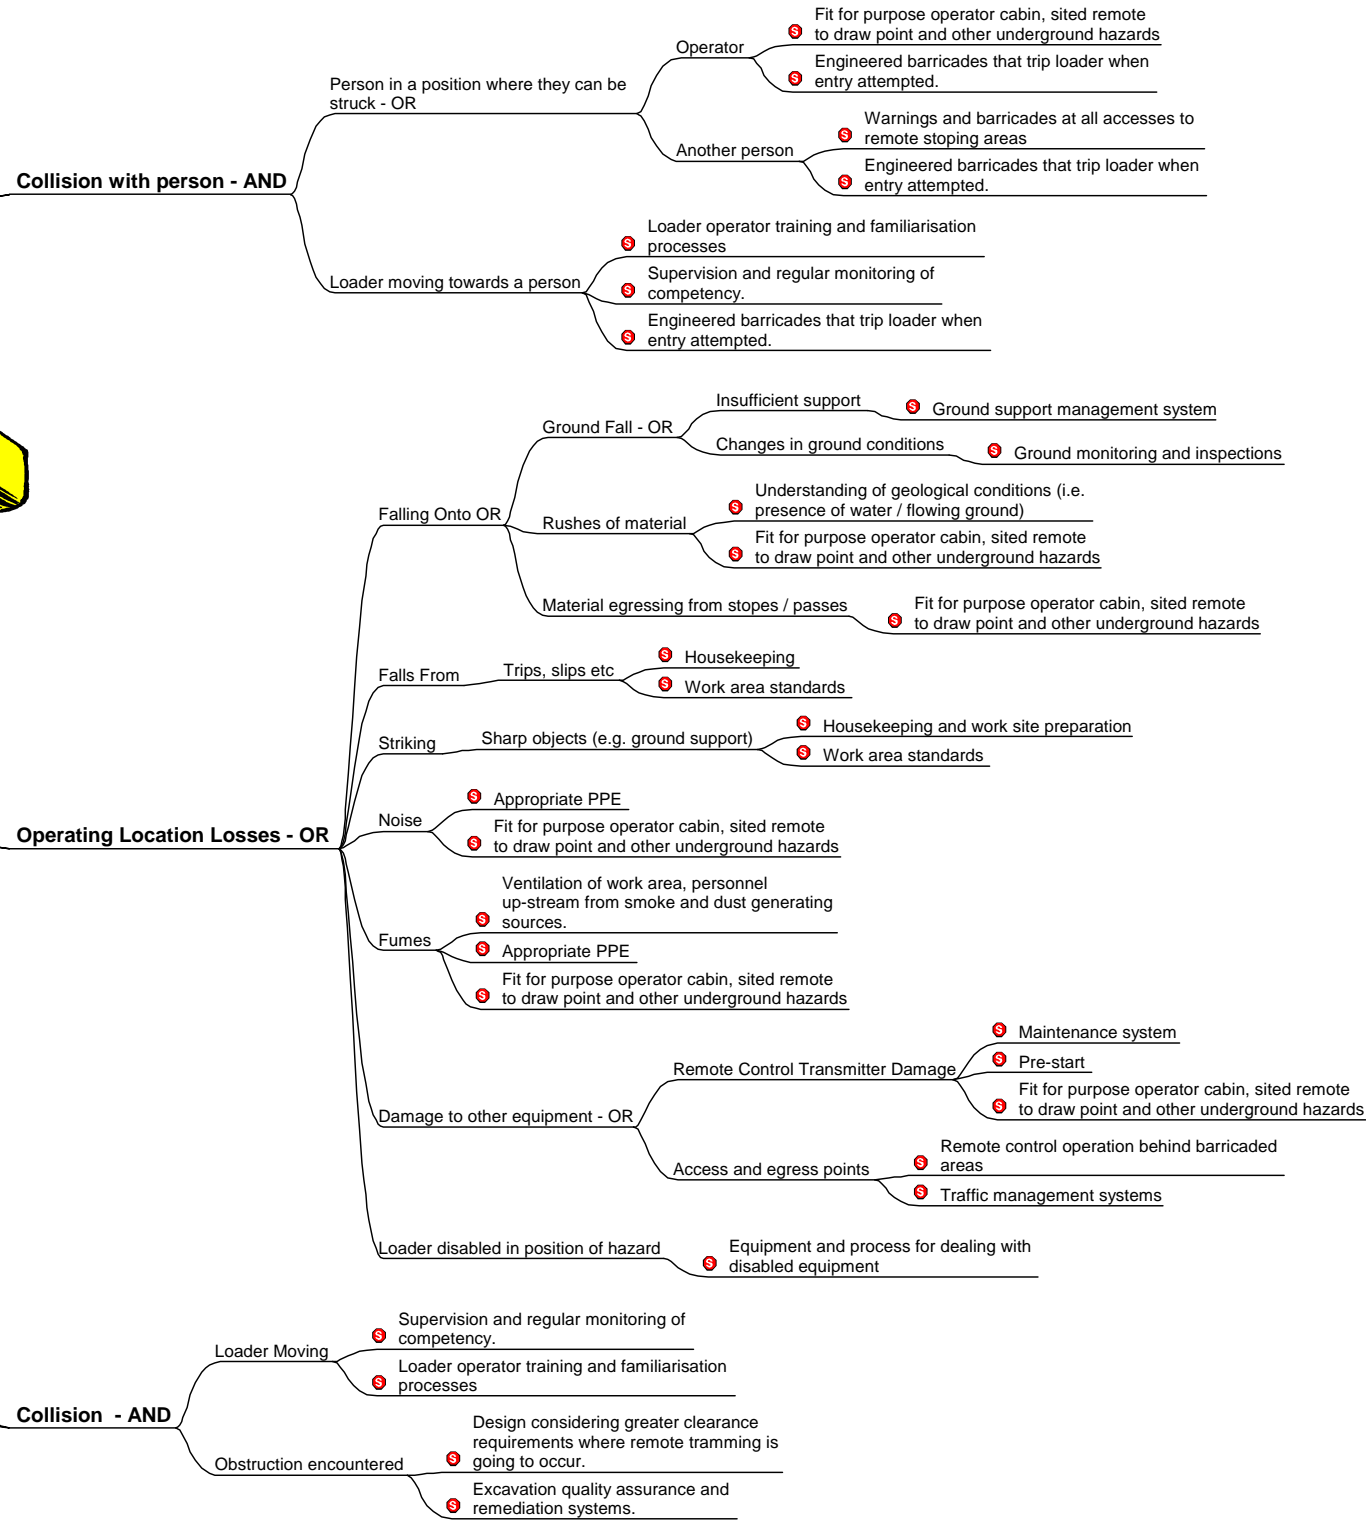 Collision with person - AND
Person in a position where they can be
struck - OR
Operator
Fit for purpose operator cabin, sited remote
to draw point and other underground hazards
Engineered barricades that trip loader when
entry attempted.
Another person
Warnings and barricades at all accesses to
remote stoping areas
Engineered barricades that trip loader when
entry attempted.
Loader moving towards a person
Loader operator training and familiarisation
processes
Supervision and regular monitoring of
competency.
Engineered barricades that trip loader when
entry attempted.
Operating Location Losses - OR
Falling Onto OR
Ground Fall - OR
Insufficient support
Ground support management system
Changes in ground conditions
Ground monitoring and inspections
Rushes of material
Understanding of geological conditions (i.e.
presence of water / flowing ground)
Fit for purpose operator cabin, sited remote
to draw point and other underground hazards
Material egressing from stopes / passes
Fit for purpose operator cabin, sited remote
to draw point and other underground hazards
Falls From
Trips, slips etc
Housekeeping
Work area standards
Striking
Sharp objects (e.g. ground support)
Housekeeping and work site preparation
Work area standards
Noise
Appropriate PPE
Fit for purpose operator cabin, sited remote
to draw point and other underground hazards
Fumes
Ventilation of work area, personnel
up-stream from smoke and dust generating
sources.
Appropriate PPE
Fit for purpose operator cabin, sited remote
to draw point and other underground hazards
Damage to other equipment - OR
Remote Control Transmitter Damage
Maintenance system
Pre-start
Fit for purpose operator cabin, sited remote
to draw point and other underground hazards
Access and egress points
Remote control operation behind barricaded
areas
Traffic management systems
Loader disabled in position of hazard
Equipment and process for dealing with
disabled equipment
Collision  - AND
Loader Moving
Supervision and regular monitoring of
competency.
Loader operator training and familiarisation
processes
Obstruction encountered
Design considering greater clearance
requirements where remote tramming is
going to occur.
Excavation quality assurance and
remediation systems.